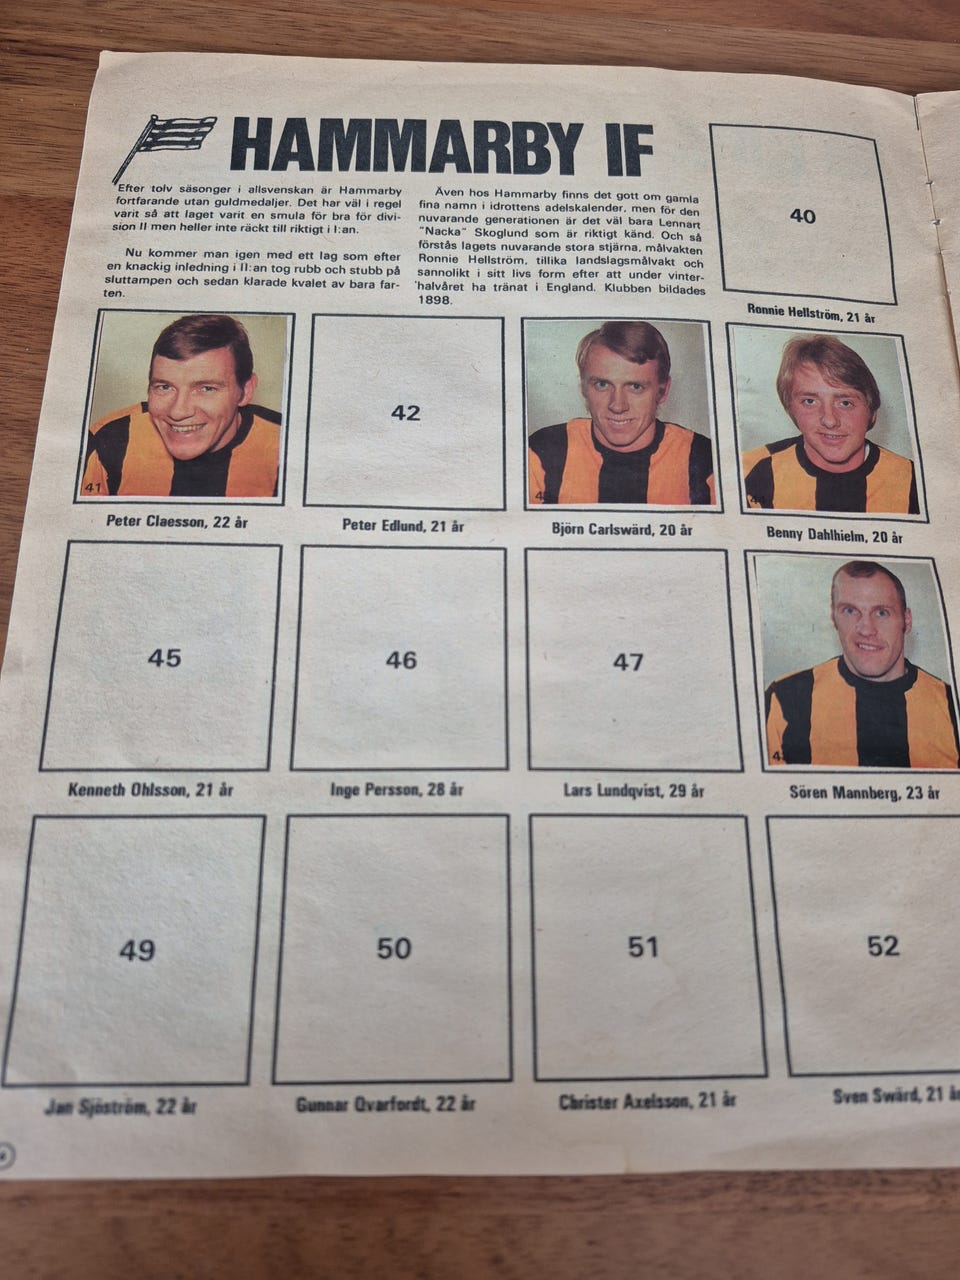 HAMMARBY IF
Efter tolv säsonger i allsvenskan är Hammarby
fortfarande utan guldmedaljer. Det har väl i regel
varit så att laget varit en smula för bra för divi-
sion II men heller inte räckt till riktigt i I:an.
Nu kommer man igen med ett lag som efter
en knackig inledning i II:an tog rubb och stubb på
sluttampen och sedan klarade kvalet av bara far-
ten.
Även hos Hammarby finns det gott om gamla
fina namn i idrottens adelskalender, men för den
nuvarande generationen är det väl bara Lennart
"Nacka" Skoglund som är riktigt känd. Och så
förstås lagets nuvarande stora stjärna, målvakten
Ronnie Hellström, tillika landslagsmålvakt och
sannolikt i sitt livs form efter att under vinter-
halvåret ha tränat i England. Klubben bildades
1898.
40
Ronnie Hellström, 21 år
41
42
Peter Claesson, 22 år
Peter Edlund, 21 år
Björn Carlswärd, 20 år
Benny Dahlhielm, 20 år
45
46
47
Kenneth Ohlsson, 21 år
Inge Persson, 28 år
Lars Lundqvist, 29 år
Sören Mannberg, 23 år
49
50
51
52
Jan Sjöström, 22 år
Gunnar Qvarfordt, 22 år
Christer Axelsson, 21 år
Sven Swärd, 21 år